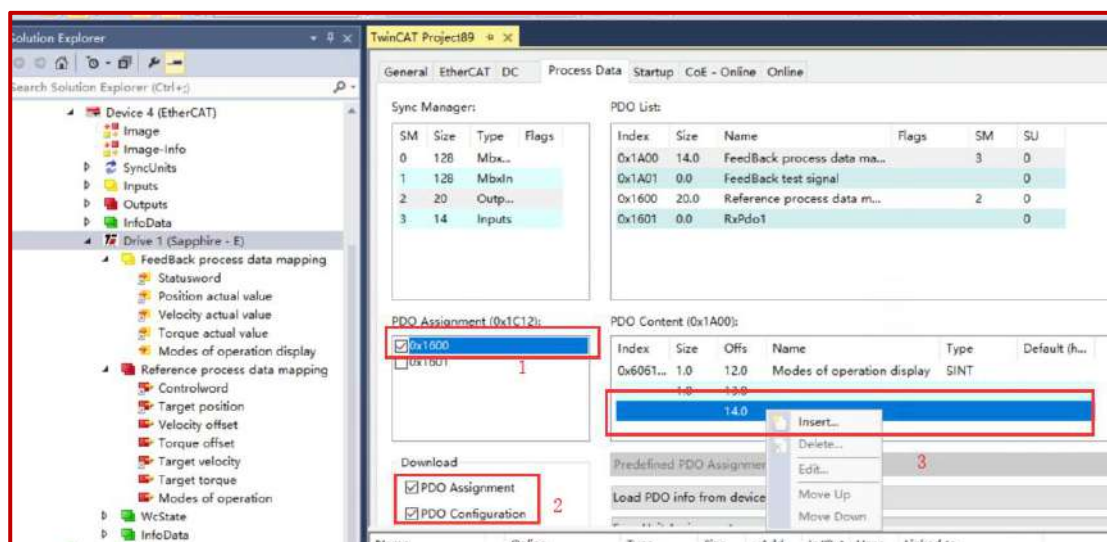 Solution Explorer
Search Solution Explorer (Ctrl+;)
Device 4 (EtherCAT)
Image
Image-Info
SyncUnits
Inputs
Outputs
InfoData
Drive 1 (Sapphire - E)
FeedBack process data mapping
Statusword
Position actual value
Velocity actual value
Torque actual value
Modes of operation display
Reference process data mapping
Controlword
Target position
Velocity offset
Torque offset
Target velocity
Target torque
Modes of operation
WcState
InfoData
TwinCAT Project89
General EtherCAT DC Process Data Startup CoE - Online Online
Sync Manager:
SM Size Type Flags
0 128 Mbx...
1 128 MbxIn
2 20 Outp...
3 14 Inputs
PDO List:
Index Size Name Flags SM SU
0x1A00 14.0 FeedBack process data ma... 3 0
0x1A01 0.0 FeedBack test signal 0
0x1600 20.0 Reference process data m... 2 0
0x1601 0.0 RxPdo1 0
PDO Assignment (0x1C12):
0x1600
0x1601
1
PDO Content (0x1A00):
Index Size Offs Name Type Default (h...
0x6061... 1.0 12.0 Modes of operation display SINT
1.0 13.0
14.0
Insert...
Delete...
Edit...
Move Up
Move Down
3
Download
PDO Assignment
PDO Configuration
2
Predefined PDO Assignmen
Load PDO info from device